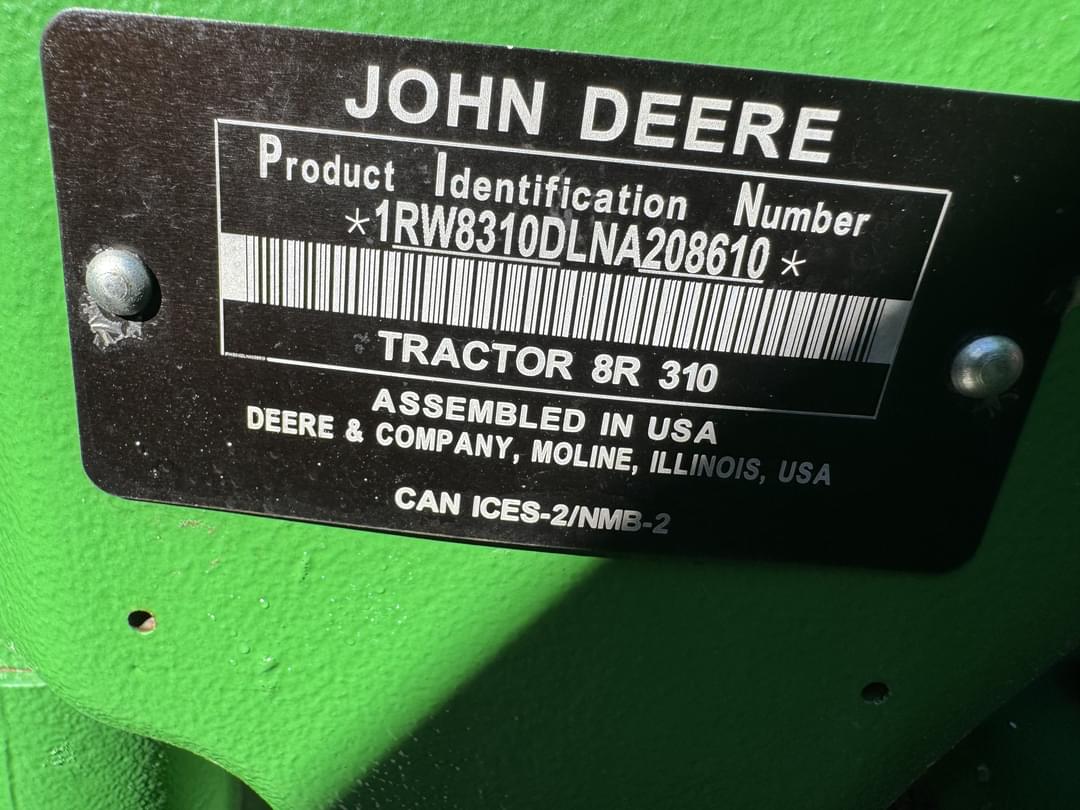 JOHN DEERE
Product Identification Number
*1RW8310DLNA208610*
TRACTOR 8R 310
ASSEMBLED IN USA
DEERE & COMPANY, MOLINE, ILLINOIS, USA
CAN ICES-2/NMB-2